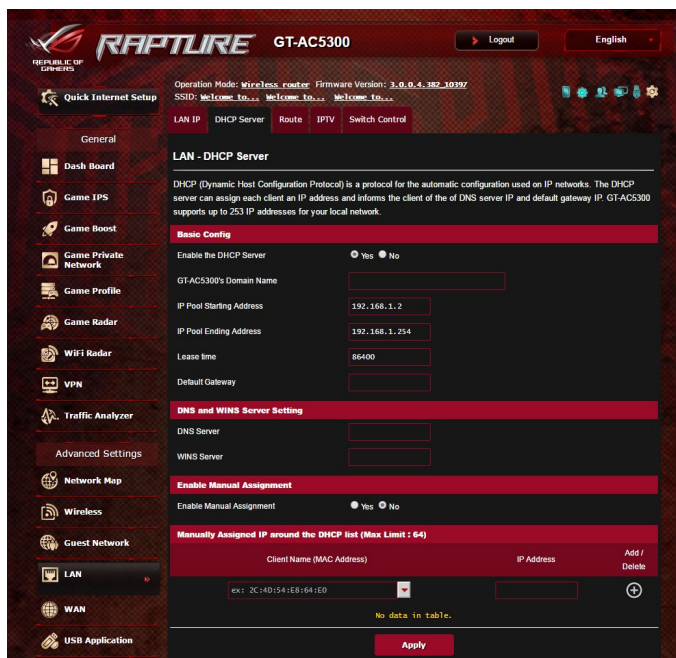 REPUBLIC OF
GAMERS
RAPTURE
GT-AC5300
Logout
English
Quick Internet Setup
Operation Mode: Wireless router Firmware Version: 3.0.0.4.382_10397
SSID: Welcome to... Welcome to... Welcome to...
LAN IP DHCP Server Route IPTV Switch Control
General
Dash Board
Game IPS
Game Boost
Game Private
Network
Game Profile
Game Radar
WiFi Radar
VPN
Traffic Analyzer
Advanced Settings
Network Map
Wireless
Guest Network
LAN
WAN
USB Application
LAN - DHCP Server
DHCP (Dynamic Host Configuration Protocol) is a protocol for the automatic configuration used on IP networks. The DHCP
server can assign each client an IP address and informs the client of the of DNS server IP and default gateway IP. GT-AC5300
supports up to 253 IP addresses for your local network.
Basic Config
Enable the DHCP Server Yes No
GT-AC5300's Domain Name
IP Pool Starting Address 192.168.1.2
IP Pool Ending Address 192.168.1.254
Lease time 86400
Default Gateway
DNS and WINS Server Setting
DNS Server
WINS Server
Enable Manual Assignment
Enable Manual Assignment Yes No
Manually Assigned IP around the DHCP list (Max Limit : 64)
Client Name (MAC Address) IP Address Add /
Delete
ex: 2C:4D:54:E8:64:E0
No data in table.
Apply